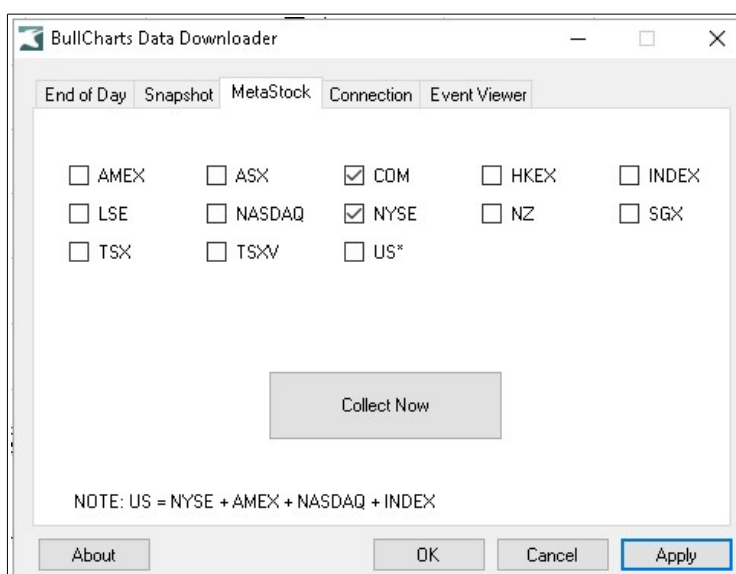 BullCharts Data Downloader
End of Day Snapshot MetaStock Connection Event Viewer
AMEX ASX COM HKEX INDEX
LSE NASDAQ NYSE NZ SGX
TSX TSXV US*
Collect Now
NOTE: US = NYSE + AMEX + NASDAQ + INDEX
About OK Cancel Apply